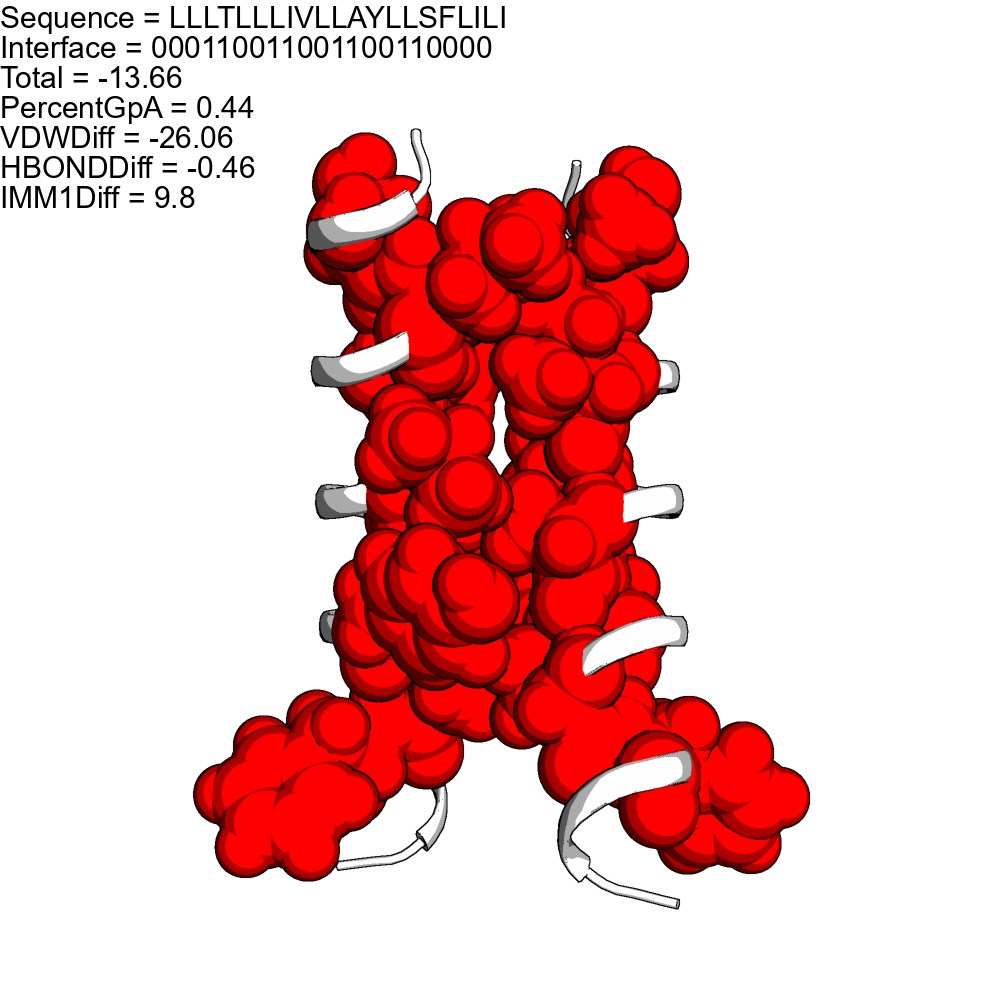 Sequence = LLLTLLLIVLLAYLLSFLILI
Interface = 000110011001100110000
Total = -13.66
PercentGpA = 0.44
VDWDiff = -26.06
HBONDDiff = -0.46
IMM1Diff = 9.8